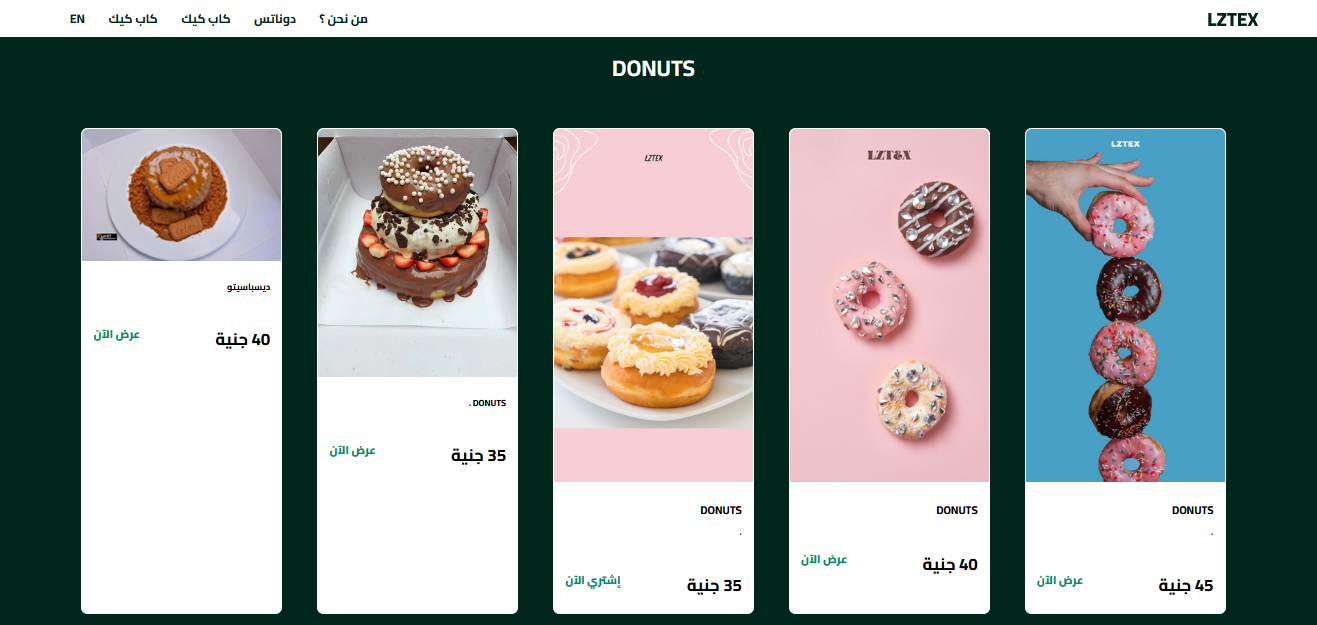 LZTEX
من نحن ؟
دوناتس
كاب كيك
كاب كيك
EN
DONUTS
LZTEX
DONUTS
.
45 جنية
عرض الآن
LZTEX
DONUTS
40 جنية
عرض الآن
LZTEX
DONUTS
.
35 جنية
إشتري الآن
DONUTS .
35 جنية
عرض الآن
ديسباسيتو
40 جنية
عرض الآن